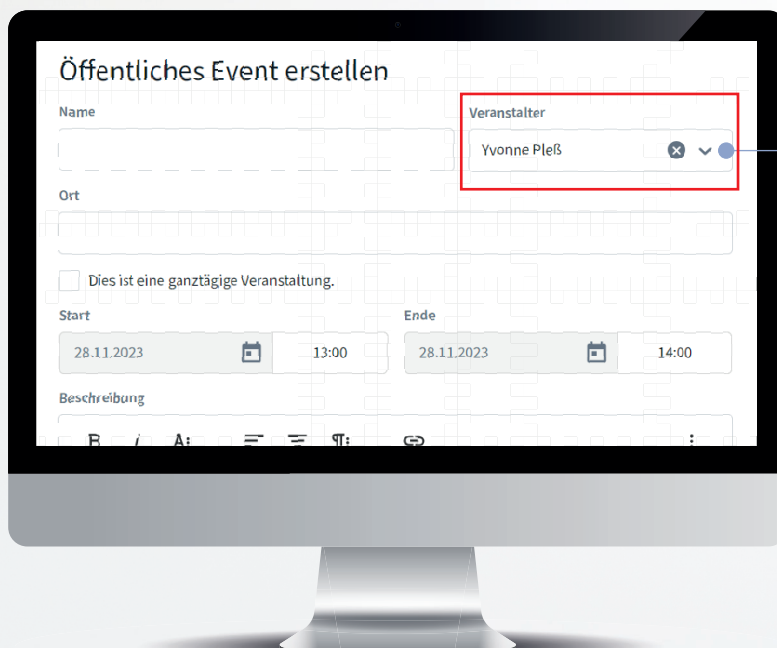 Öffentliches Event erstellen
Name
Veranstalter
Yvonne Pleß
Ort
Dies ist eine ganztägige Veranstaltung.
Start
Ende
28.11.2023
13:00
28.11.2023
14:00
Beschreibung
B i A: ¶: